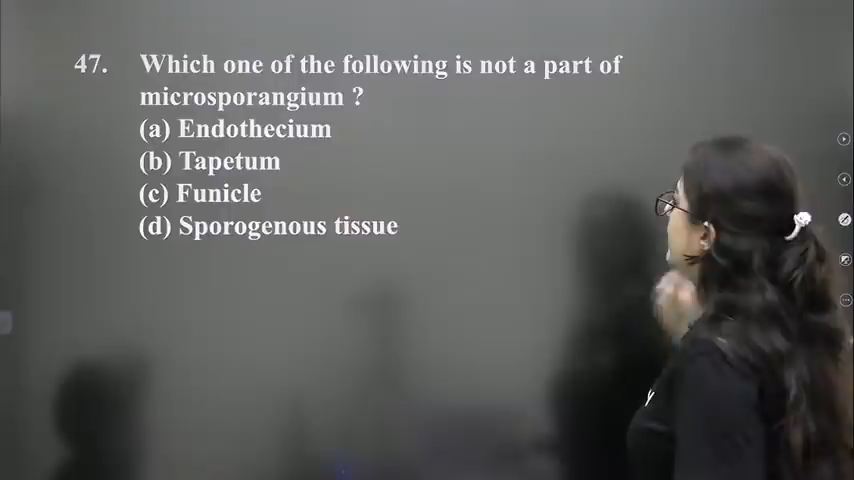 47. Which one of the following is not a part of
microsporangium ?
(a) Endothecium
(b) Tapetum
(c) Funicle
(d) Sporogenous tissue